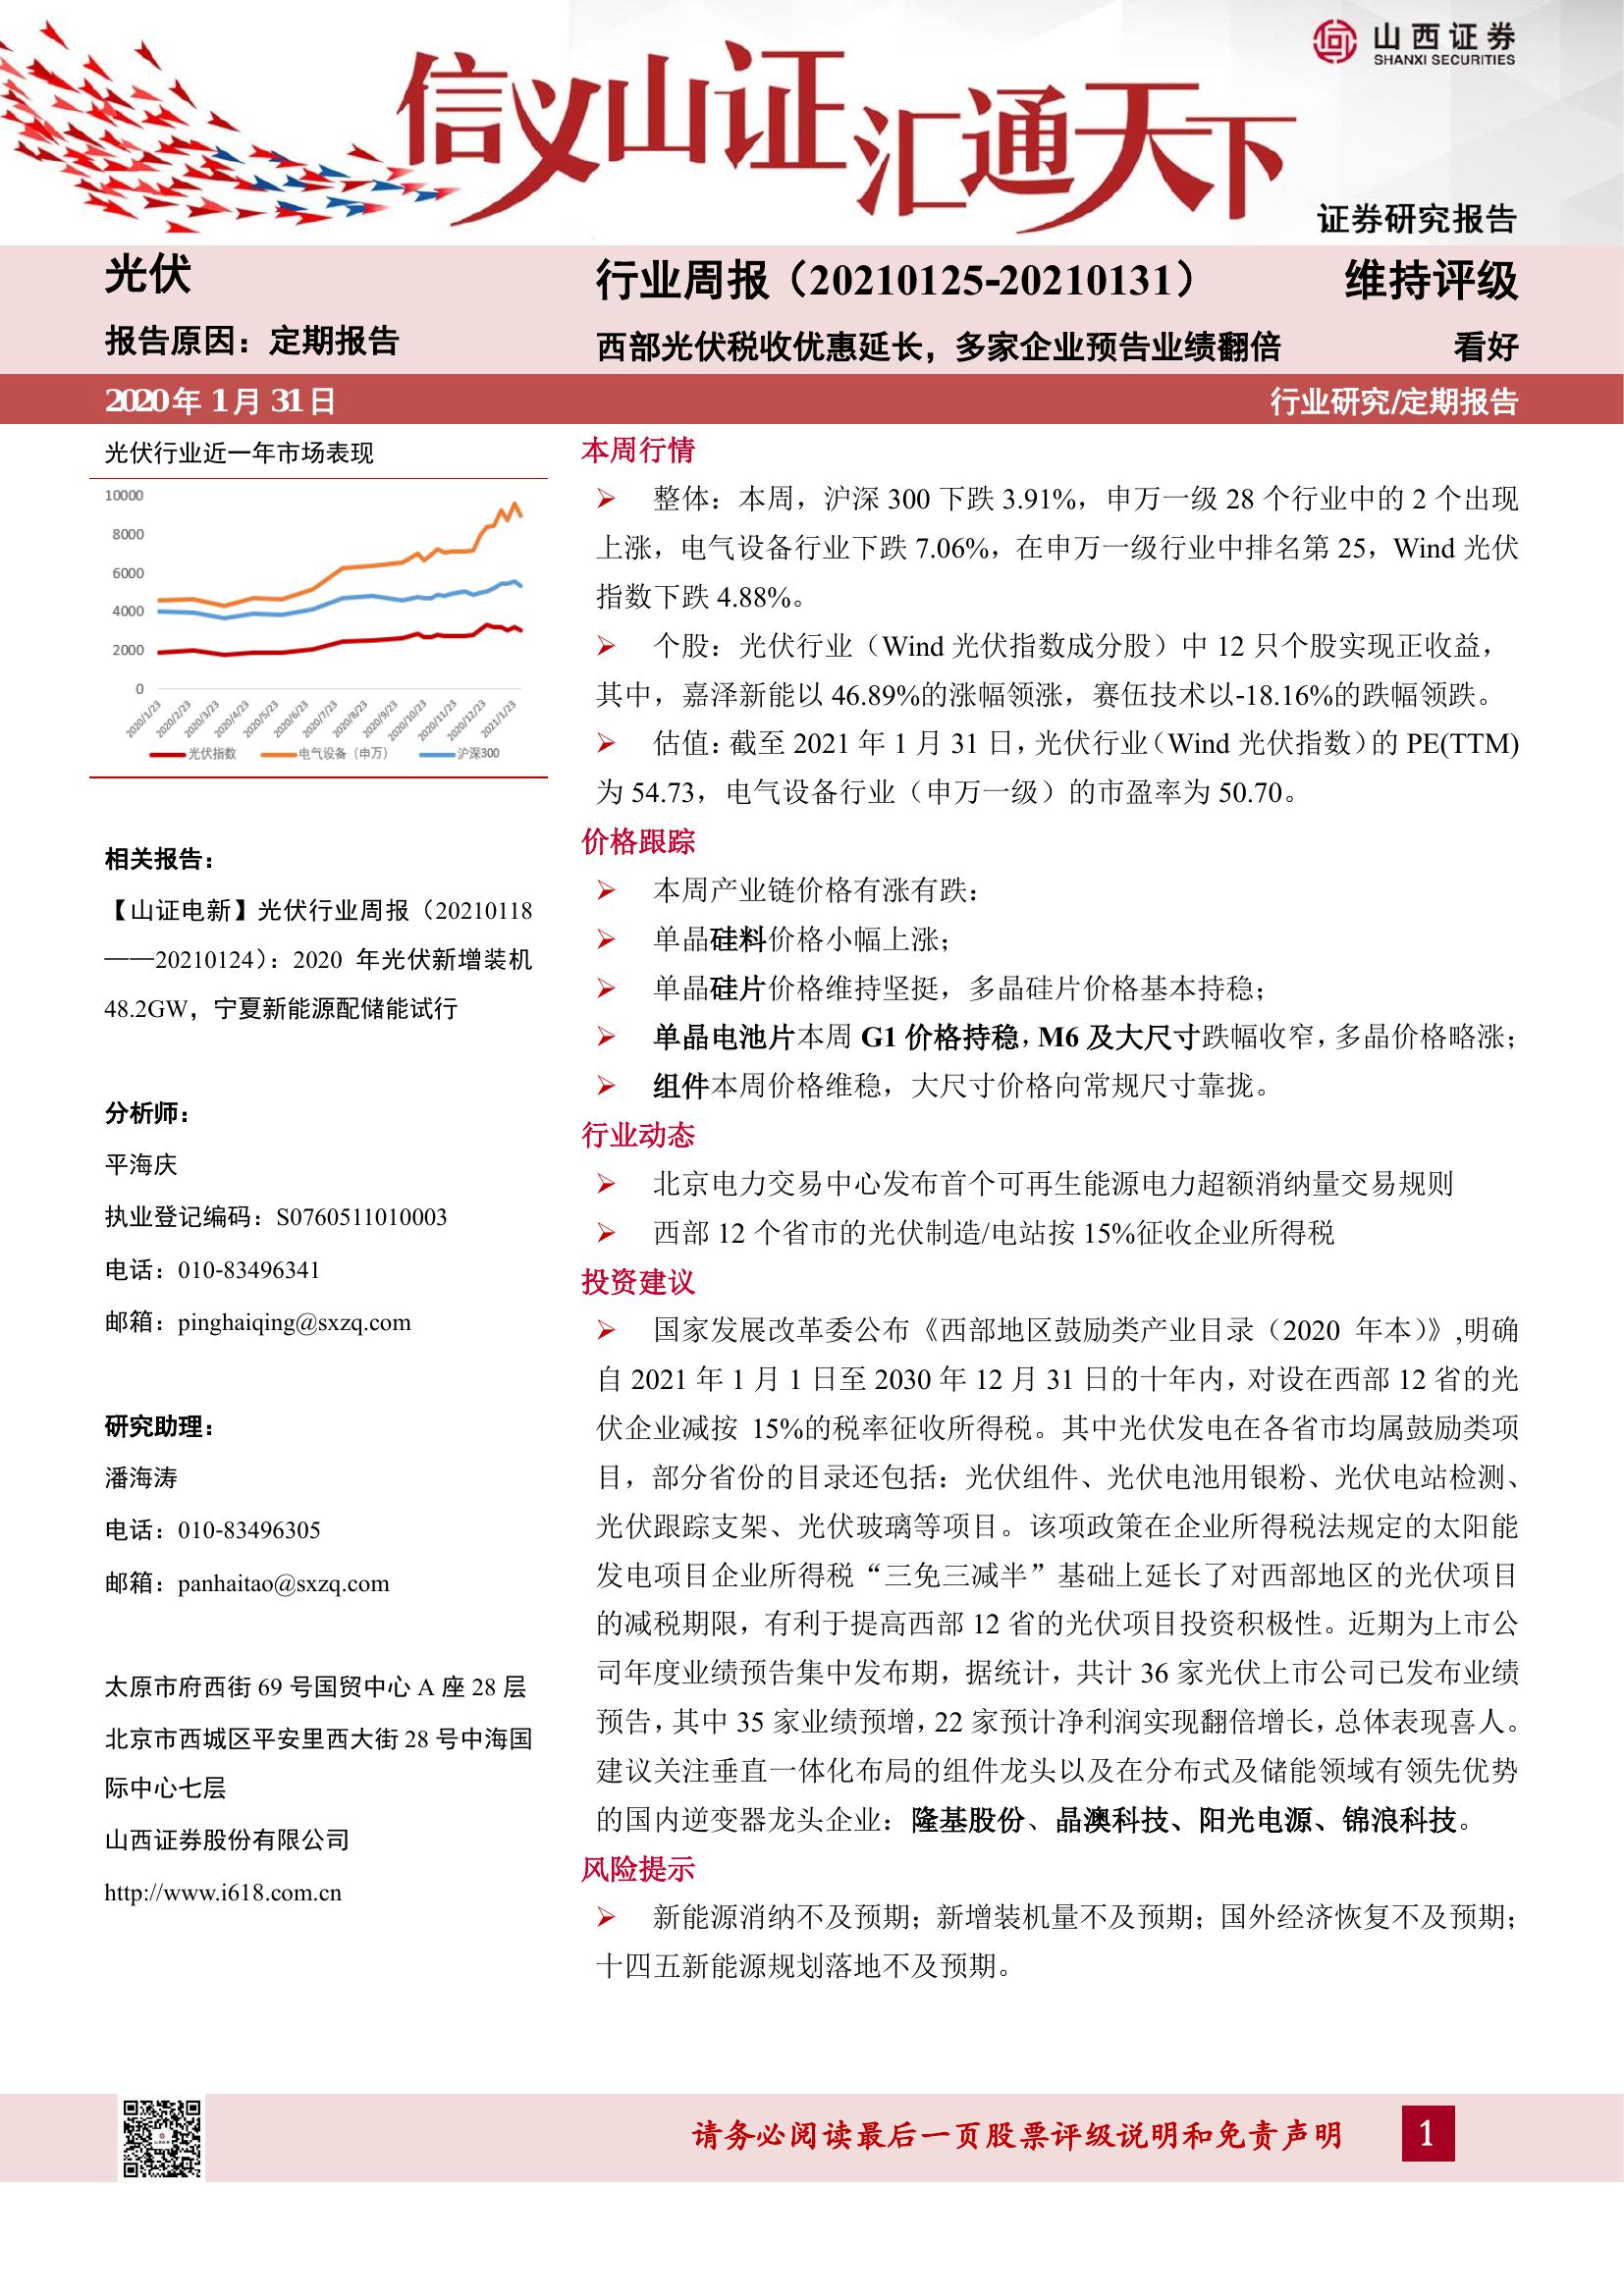 信义山证汇通天下
山西证券
SHANXI SECURITIES
证券研究报告
光伏
行业周报（20210125-20210131）
维持评级
报告原因：定期报告
西部光伏税收优惠延长，多家企业预告业绩翻倍
看好
2020年 1月 31日
行业研究/定期报告
光伏行业近一年市场表现
10000
8000
6000
4000
2000
0
2020/1/23
2020/2/23
2020/3/23
2020/4/23
2020/5/23
2020/6/23
2020/7/23
2020/8/23
2020/9/23
2020/10/23
2020/11/23
2020/12/23
2021/1/23
光伏指数 电气设备（申万） 沪深300
相关报告：
【山证电新】光伏行业周报（20210118
——20210124）：2020 年光伏新增装机
48.2GW，宁夏新能源配储能试行
分析师：
平海庆
执业登记编码：S0760511010003
电话：010-83496341
邮箱：pinghaiqing@sxzq.com
研究助理：
潘海涛
电话：010-83496305
邮箱：panhaitao@sxzq.com
太原市府西街 69 号国贸中心 A 座 28 层
北京市西城区平安里西大街 28 号中海国
际中心七层
山西证券股份有限公司
http://www.i618.com.cn
本周行情
➢ 整体：本周，沪深 300 下跌 3.91%，申万一级 28 个行业中的 2 个出现
上涨，电气设备行业下跌 7.06%，在申万一级行业中排名第 25，Wind 光伏
指数下跌 4.88%。
➢ 个股：光伏行业（Wind 光伏指数成分股）中 12 只个股实现正收益，
其中，嘉泽新能以 46.89%的涨幅领涨，赛伍技术以-18.16%的跌幅领跌。
➢ 估值：截至 2021 年 1 月 31 日，光伏行业（Wind 光伏指数）的 PE(TTM)
为 54.73，电气设备行业（申万一级）的市盈率为 50.70。
价格跟踪
➢ 本周产业链价格有涨有跌：
➢ 单晶硅料价格小幅上涨；
➢ 单晶硅片价格维持坚挺，多晶硅片价格基本持稳；
➢ 单晶电池片本周 G1 价格持稳，M6 及大尺寸跌幅收窄，多晶价格略涨；
➢ 组件本周价格维稳，大尺寸价格向常规尺寸靠拢。
行业动态
➢ 北京电力交易中心发布首个可再生能源电力超额消纳量交易规则
➢ 西部 12 个省市的光伏制造/电站按 15%征收企业所得税
投资建议
➢ 国家发展改革委公布《西部地区鼓励类产业目录（2020 年本）》,明确
自 2021 年 1 月 1 日至 2030 年 12 月 31 日的十年内，对设在西部 12 省的光
伏企业减按 15%的税率征收所得税。其中光伏发电在各省市均属鼓励类项
目，部分省份的目录还包括：光伏组件、光伏电池用银粉、光伏电站检测、
光伏跟踪支架、光伏玻璃等项目。该项政策在企业所得税法规定的太阳能
发电项目企业所得税“三免三减半”基础上延长了对西部地区的光伏项目
的减税期限，有利于提高西部 12 省的光伏项目投资积极性。近期为上市公
司年度业绩预告集中发布期，据统计，共计 36 家光伏上市公司已发布业绩
预告，其中 35 家业绩预增，22 家预计净利润实现翻倍增长，总体表现喜人。
建议关注垂直一体化布局的组件龙头以及在分布式及储能领域有领先优势
的国内逆变器龙头企业：隆基股份、晶澳科技、阳光电源、锦浪科技。
风险提示
➢ 新能源消纳不及预期；新增装机量不及预期；国外经济恢复不及预期；
十四五新能源规划落地不及预期。
请务必阅读最后一页股票评级说明和免责声明
1